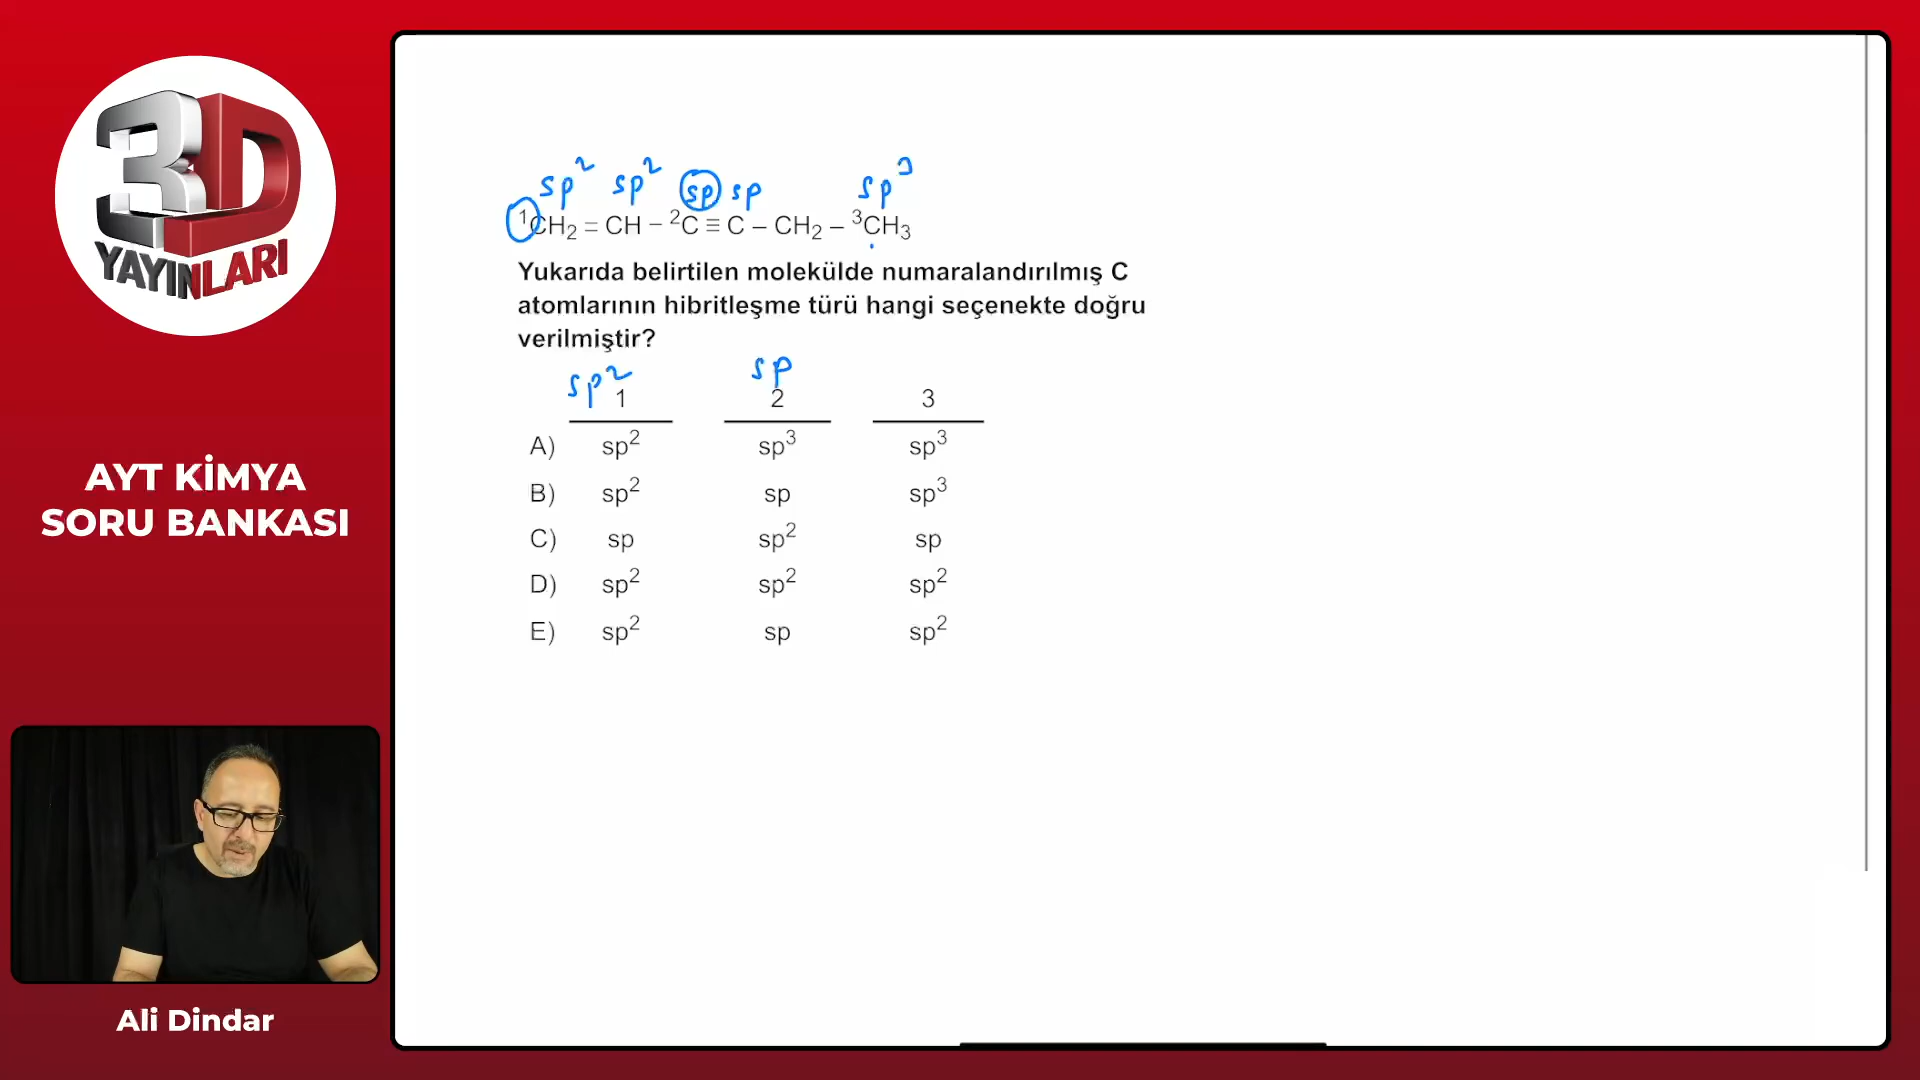 3D
YAYINLARI
AYT KİMYA
SORU BANKASI
Ali Dindar
sp² sp² sp sp sp³
¹CH₂ = CH – ²C ≡ C – CH₂ – ³CH₃
Yukarıda belirtilen molekülde numaralandırılmış C
atomlarının hibritleşme türü hangi seçenekte doğru
verilmiştir?
sp² sp
1 2 3
A) sp² sp³ sp³
B) sp² sp sp³
C) sp sp² sp
D) sp² sp² sp²
E) sp² sp sp²